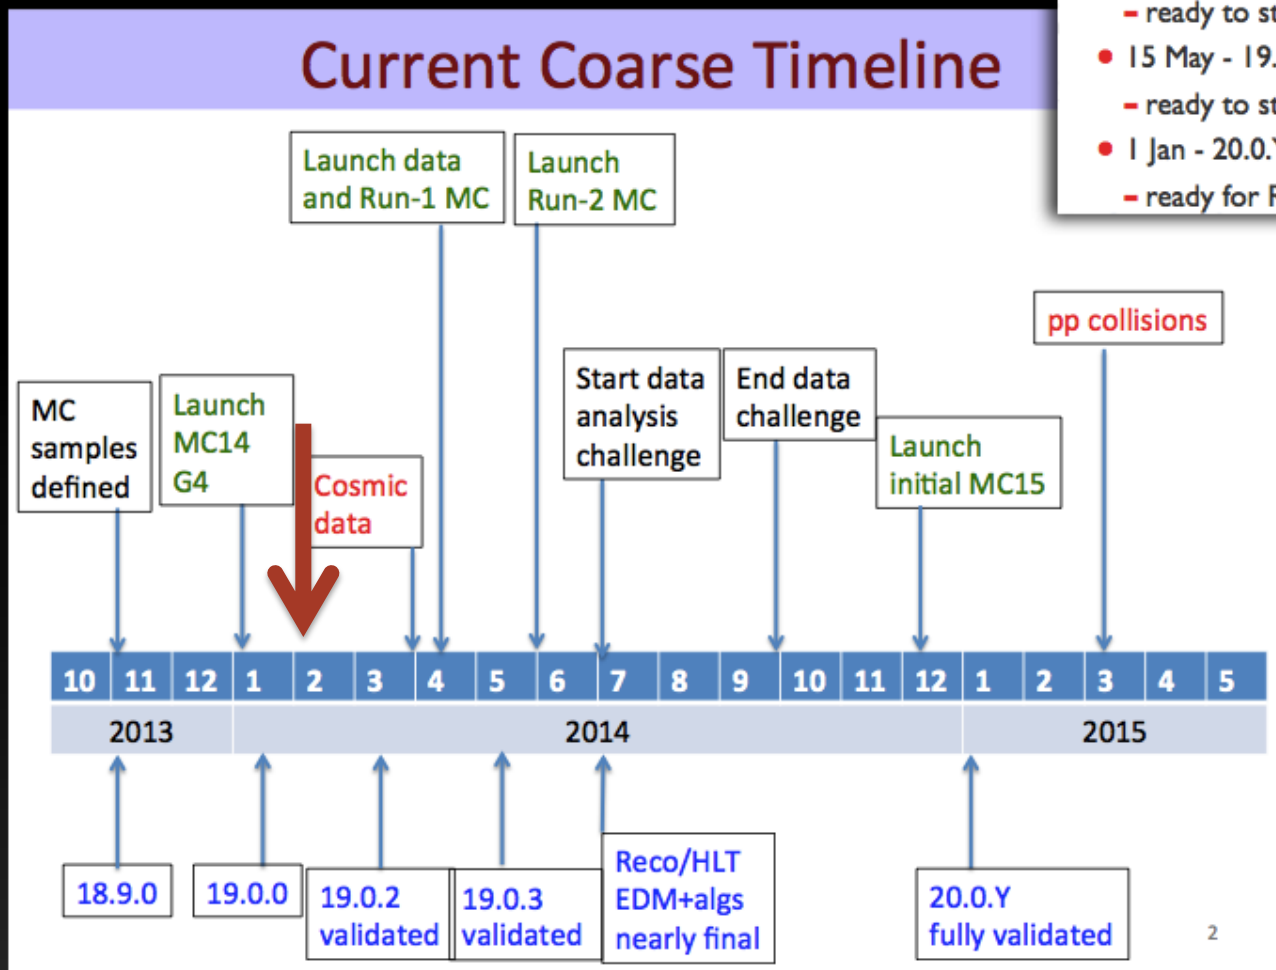 Current Coarse Timeline
- ready to
• 15 May - 19.
- ready to
• 1 Jan - 20.0.
- ready for
Launch data
and Run-1 MC
Launch
Run-2 MC
pp collisions
MC
samples
defined
Launch
MC14
G4
Cosmic
data
Start data
analysis
challenge
End data
challenge
Launch
initial MC15
10 11 12 1 2 3 4 5 6 7 8 9 10 11 12 1 2 3 4 5
2013 2014 2015
18.9.0
19.0.0
19.0.2
validated
19.0.3
validated
Reco/HLT
EDM+algs
nearly final
20.0.Y
fully validated
2